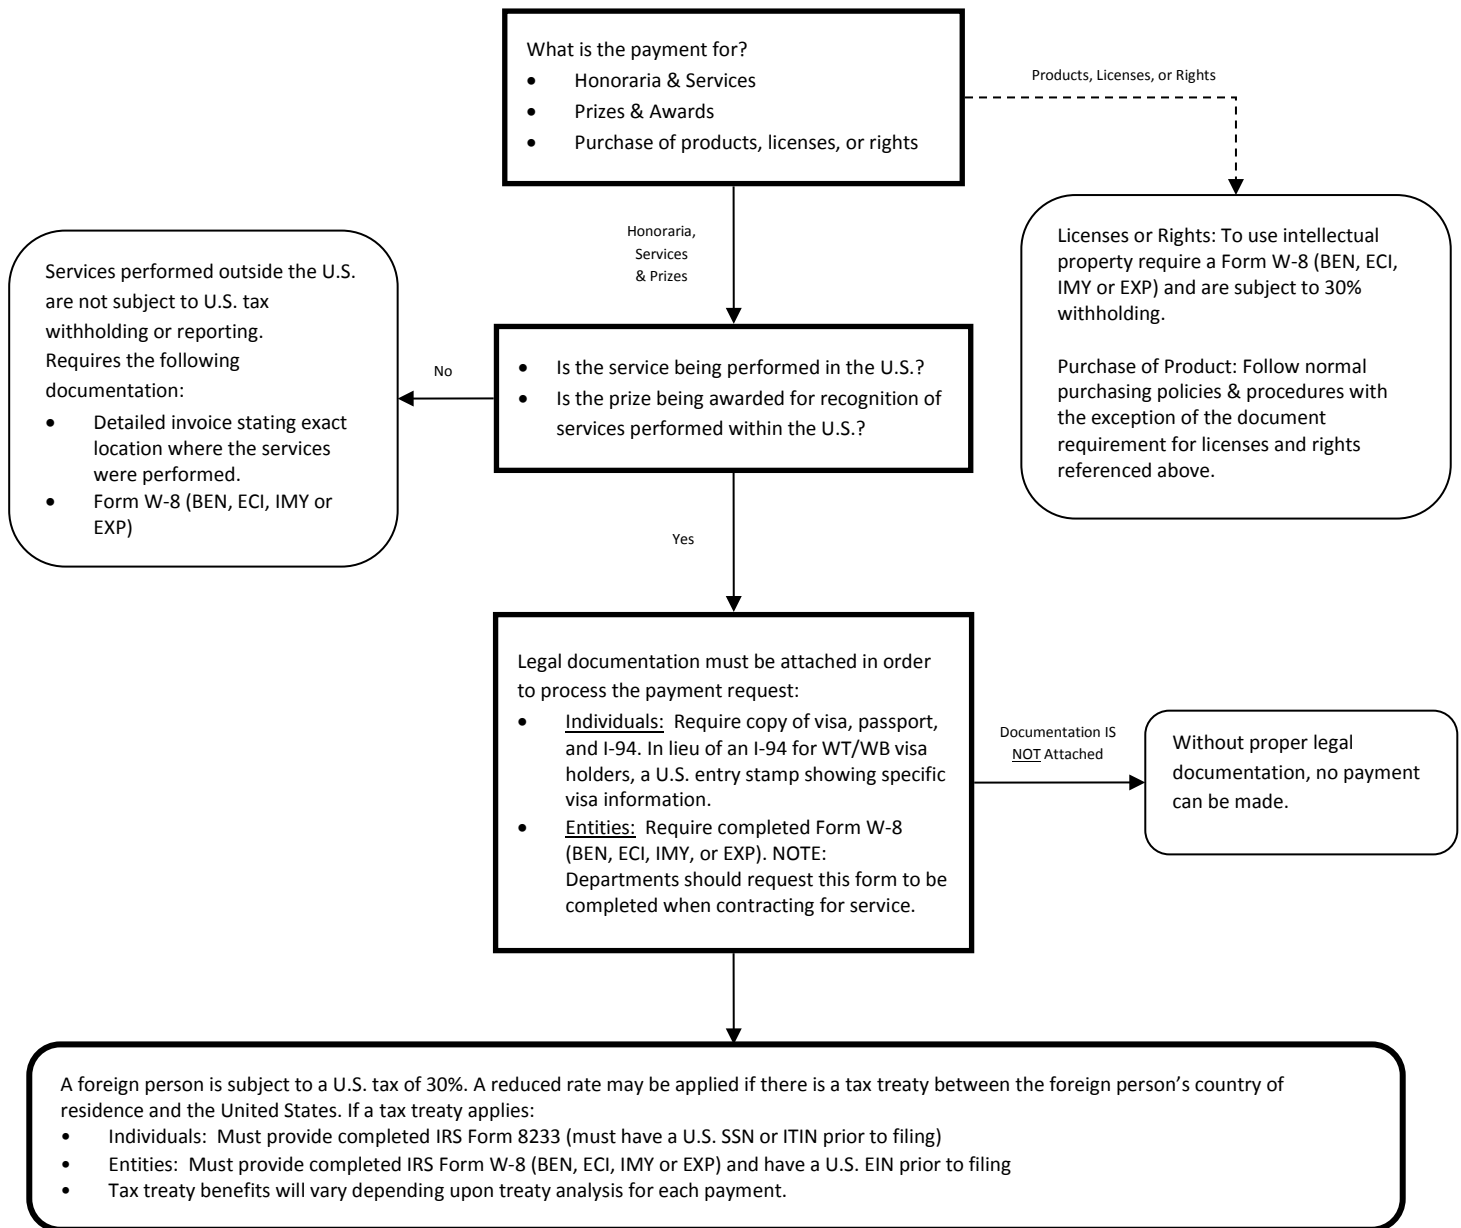 What is the payment for?
• Honoraria & Services
• Prizes & Awards
• Purchase of products, licenses, or rights
Products, Licenses, or Rights
Honoraria,
Services
& Prizes
Licenses or Rights: To use intellectual
property require a Form W-8 (BEN, ECI,
IMY or EXP) and are subject to 30%
withholding.
Purchase of Product: Follow normal
purchasing policies & procedures with
the exception of the document
requirement for licenses and rights
referenced above.
Services performed outside the U.S.
are not subject to U.S. tax
withholding or reporting.
Requires the following
documentation:
• Detailed invoice stating exact
location where the services
were performed.
• Form W-8 (BEN, ECI, IMY or
EXP)
No
• Is the service being performed in the U.S.?
• Is the prize being awarded for recognition of
services performed within the U.S.?
Yes
Legal documentation must be attached in order
to process the payment request:
• Individuals: Require copy of visa, passport,
and I-94. In lieu of an I-94 for WT/WB visa
holders, a U.S. entry stamp showing specific
visa information.
• Entities: Require completed Form W-8
(BEN, ECI, IMY, or EXP). NOTE:
Departments should request this form to be
completed when contracting for service.
Documentation IS
NOT Attached
Without proper legal
documentation, no payment
can be made.
A foreign person is subject to a U.S. tax of 30%. A reduced rate may be applied if there is a tax treaty between the foreign person’s country of
residence and the United States. If a tax treaty applies:
• Individuals: Must provide completed IRS Form 8233 (must have a U.S. SSN or ITIN prior to filing)
• Entities: Must provide completed IRS Form W-8 (BEN, ECI, IMY or EXP) and have a U.S. EIN prior to filing
• Tax treaty benefits will vary depending upon treaty analysis for each payment.